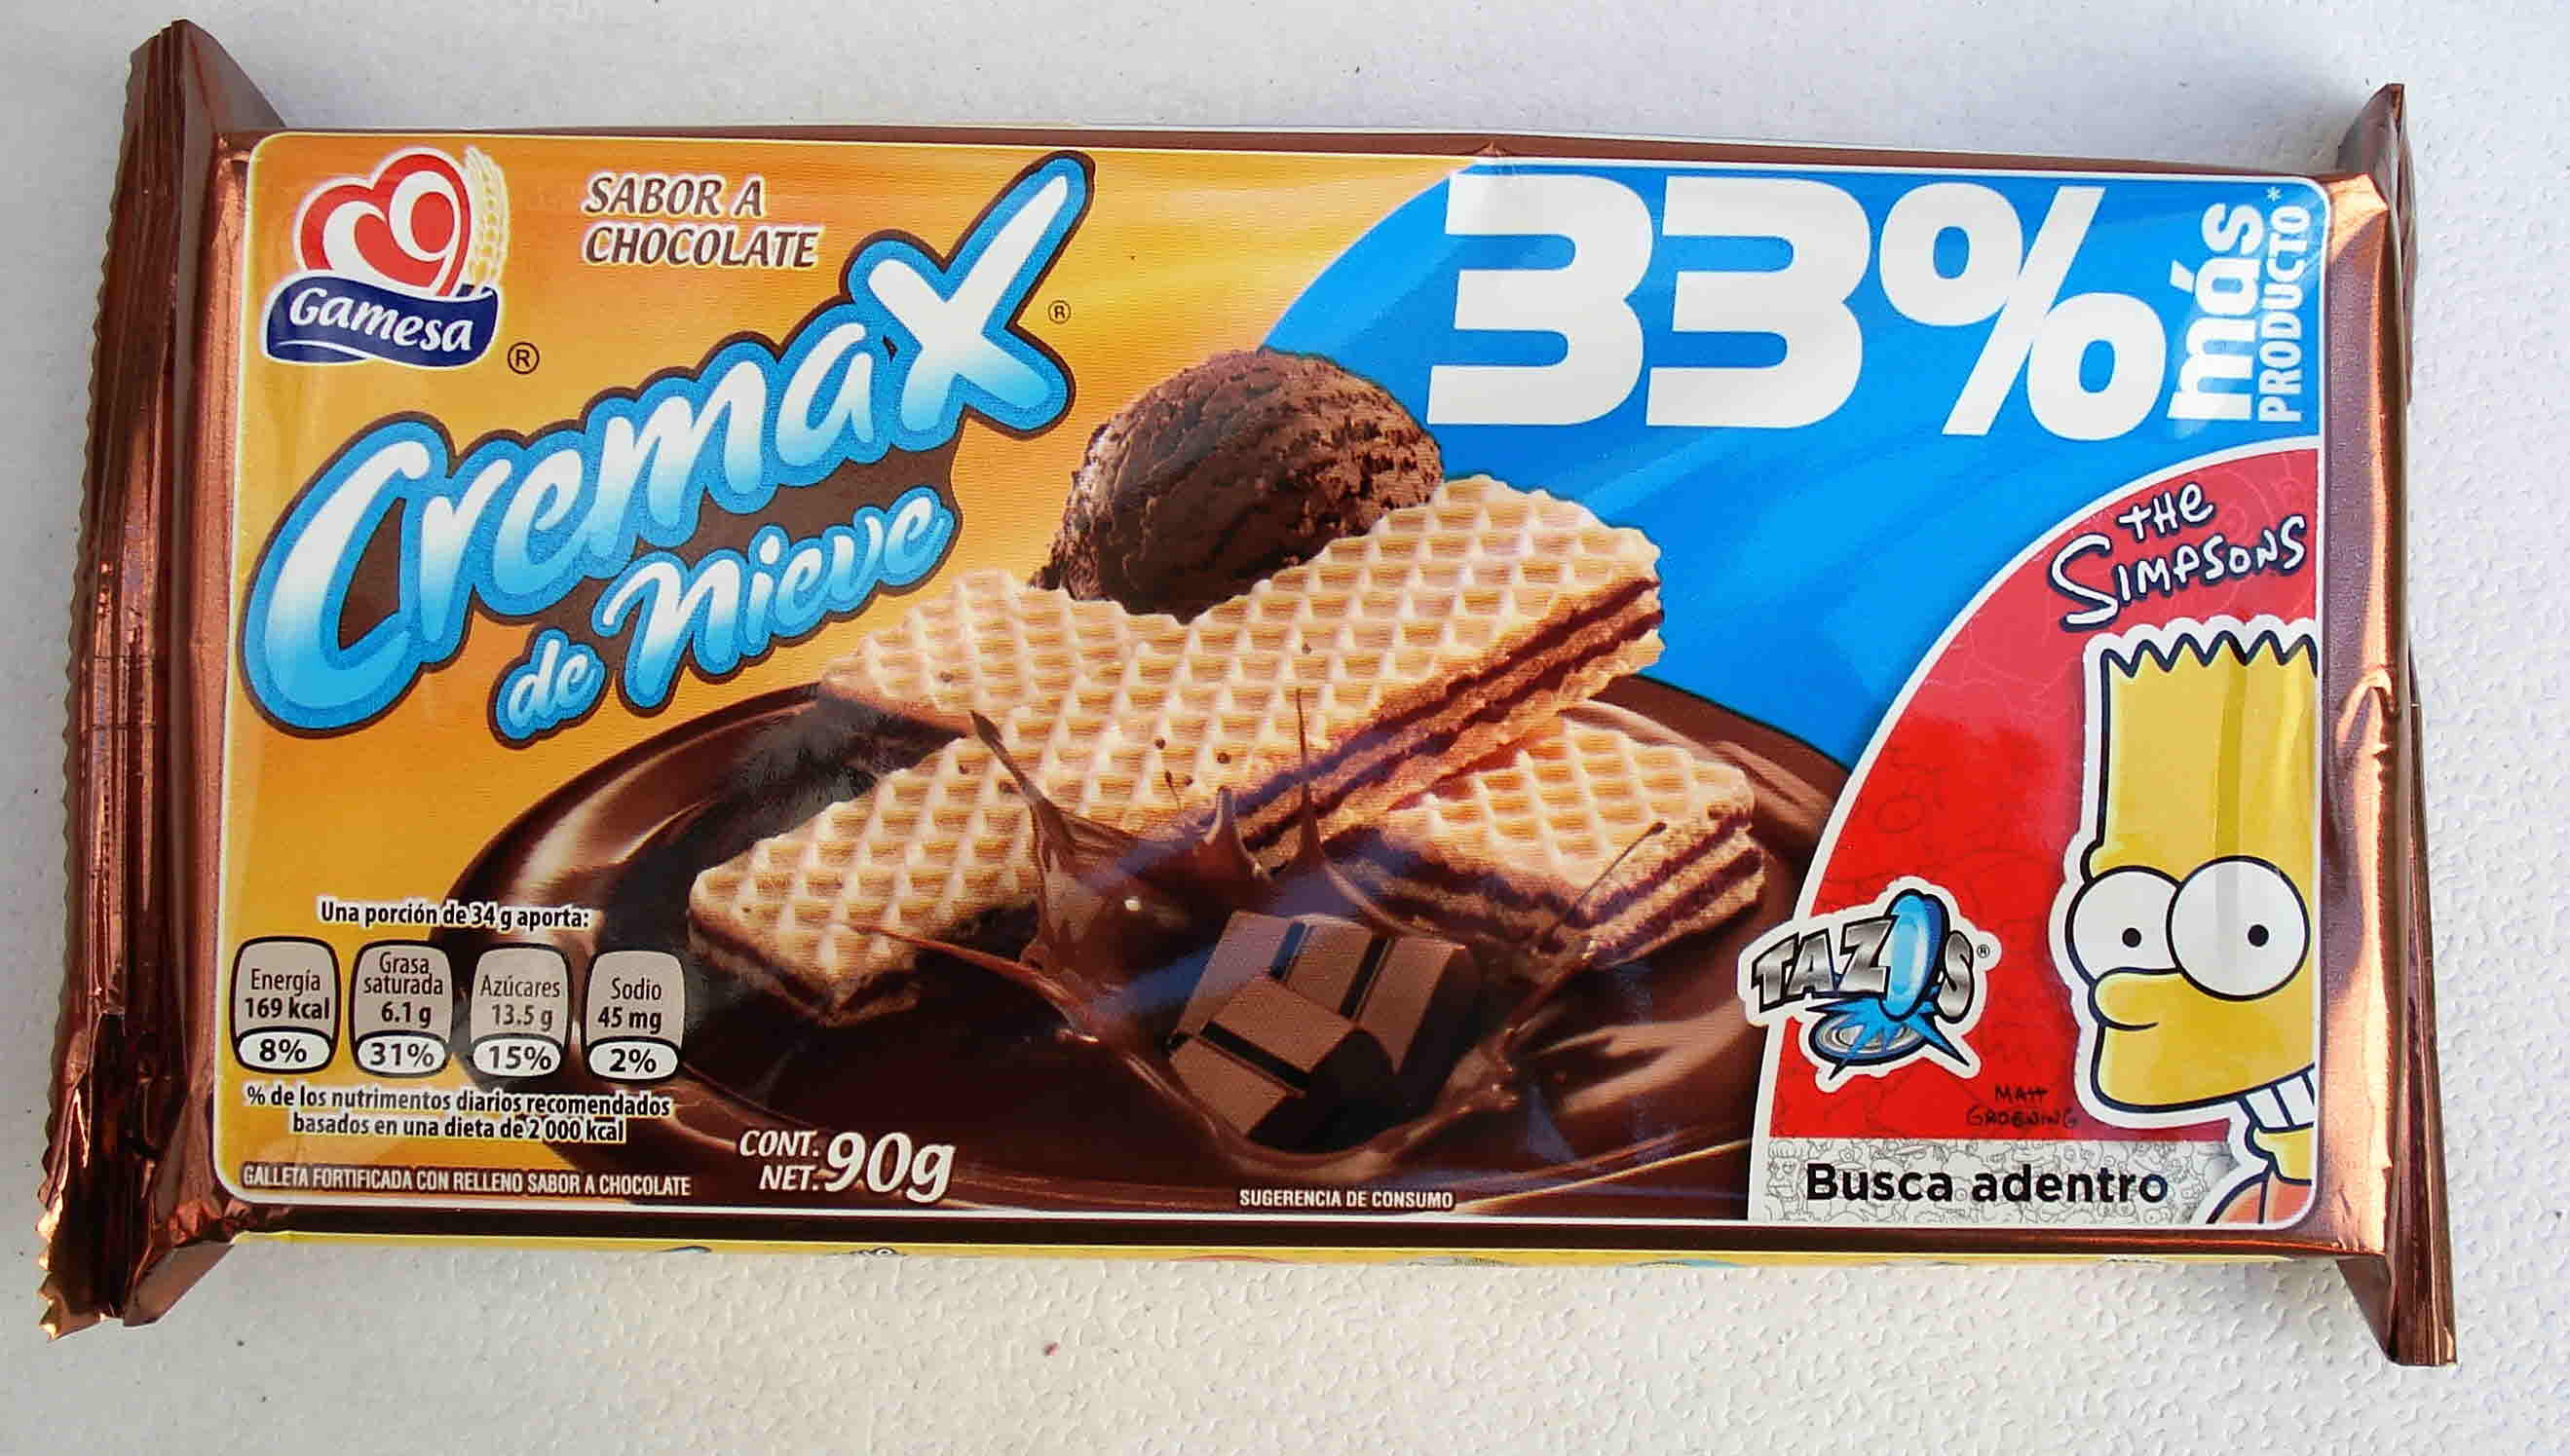 Gamesa
®
SABOR A
CHOCOLATE
Cremax
®
de Nieve
33%
más
PRODUCTO*
THE
SIMPSONS
TAZOS®
MATT
GROENING
Busca adentro
Una porción de 34 g aporta:
Energía
169 kcal
8%
Grasa
saturada
6.1 g
31%
Azúcares
13.5 g
15%
Sodio
45 mg
2%
% de los nutrimentos diarios recomendados
basados en una dieta de 2 000 kcal
GALLETA FORTIFICADA CON RELLENO SABOR A CHOCOLATE
CONT.
NET. 90g
SUGERENCIA DE CONSUMO